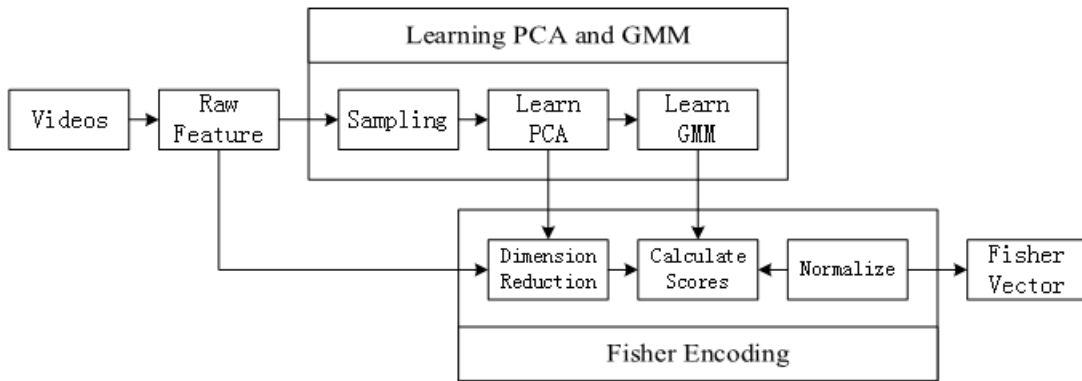 Learning PCA and GMM
Videos
Raw
Feature
Sampling
Learn
PCA
Learn
GMM
Dimension
Reduction
Calculate
Scores
Normalize
Fisher
Vector
Fisher Encoding